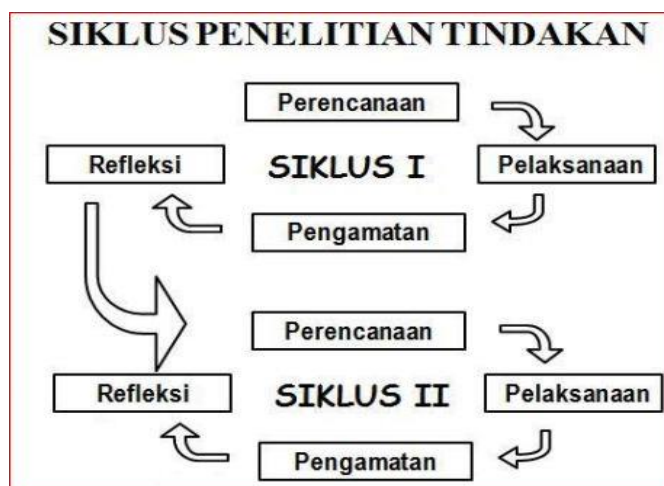 SIKLUS PENELITIAN TINDAKAN
Perencanaan
Refleksi
SIKLUS I
Pelaksanaan
Pengamatan
Perencanaan
Refleksi
SIKLUS II
Pelaksanaan
Pengamatan